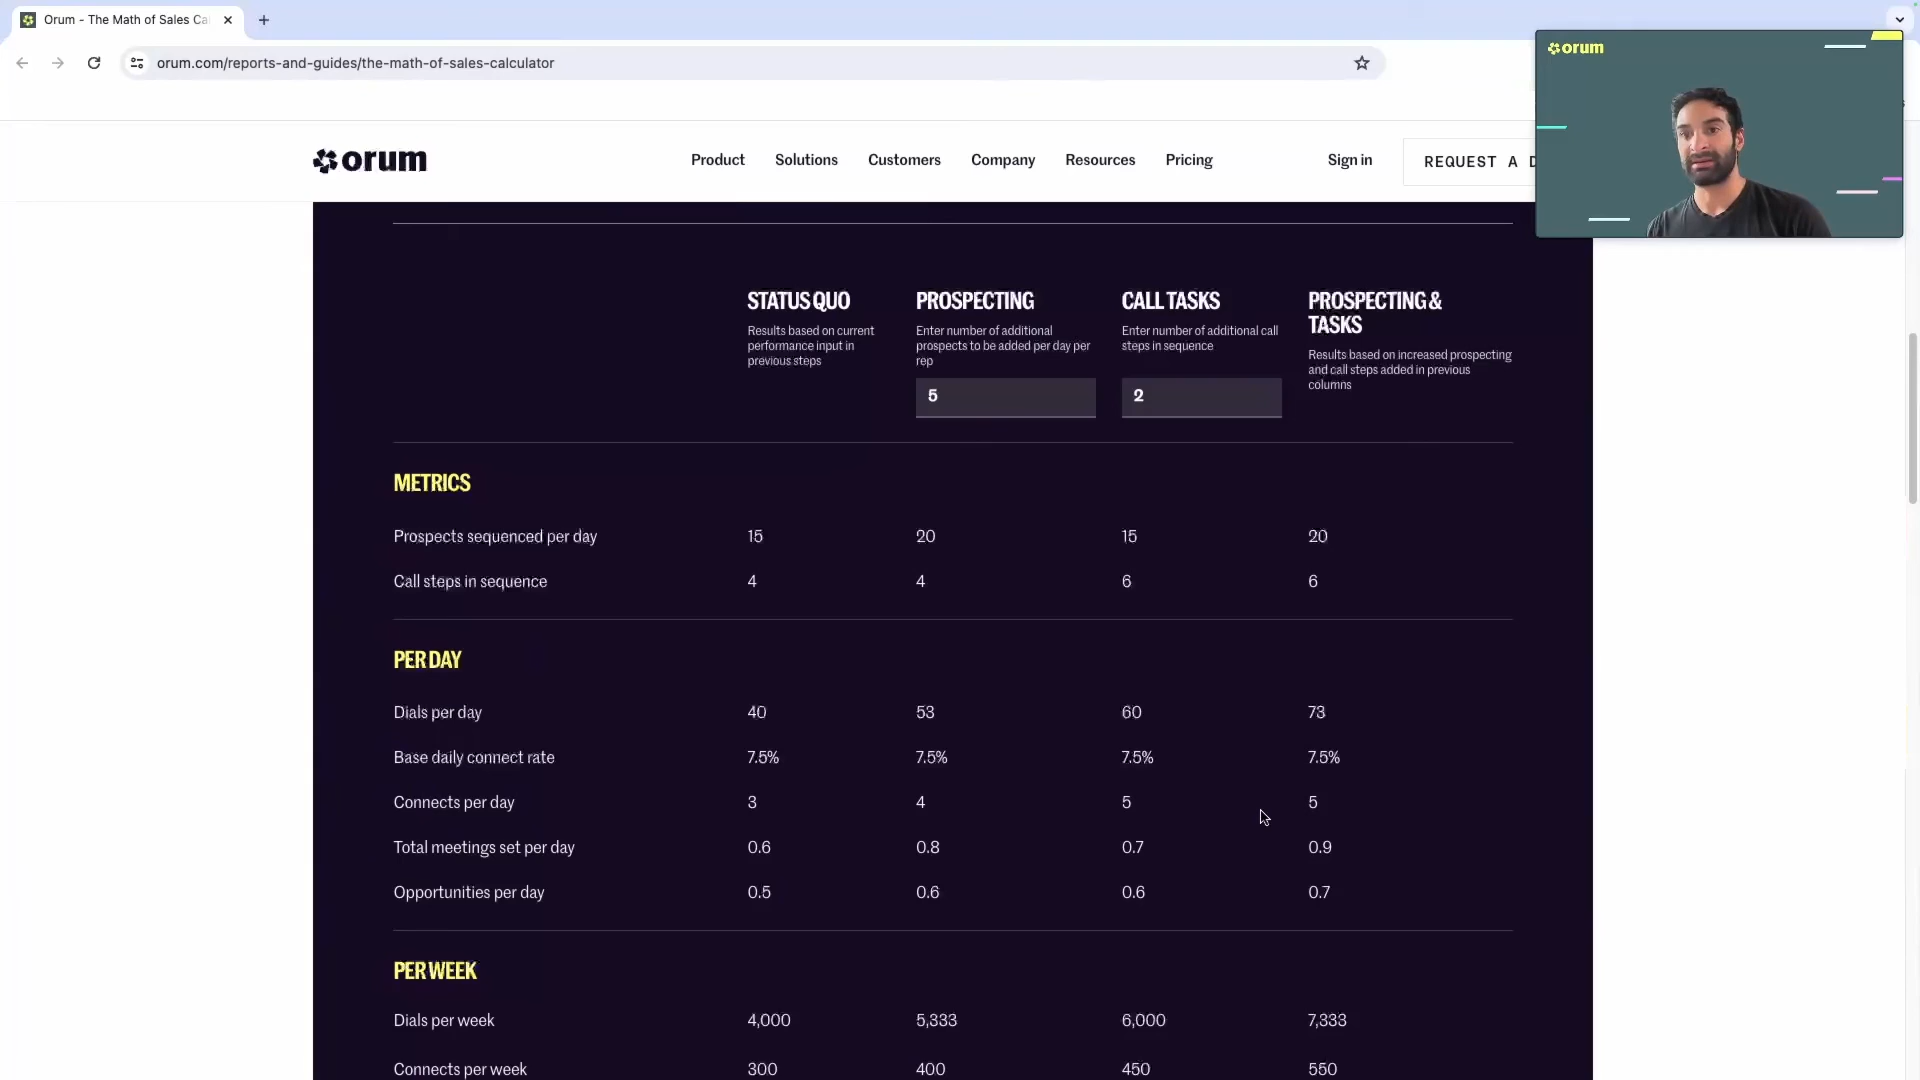 Orum - The Math of Sales Ca
orum.com/reports-and-guides/the-math-of-sales-calculator
orum
orum
Product Solutions Customers Company Resources Pricing Sign in REQUEST A D
STATUS QUO PROSPECTING CALL TASKS PROSPECTING & TASKS
Results based on current performance input in previous steps
Enter number of additional prospects to be added per day per rep
Enter number of additional call steps in sequence
Results based on increased prospecting and call steps added in previous columns
5 2
METRICS
Prospects sequenced per day 15 20 15 20
Call steps in sequence 4 4 6 6
PER DAY
Dials per day 40 53 60 73
Base daily connect rate 7.5% 7.5% 7.5% 7.5%
Connects per day 3 4 5 5
Total meetings set per day 0.6 0.8 0.7 0.9
Opportunities per day 0.5 0.6 0.6 0.7
PER WEEK
Dials per week 4,000 5,333 6,000 7,333
Connects per week 300 400 450 550